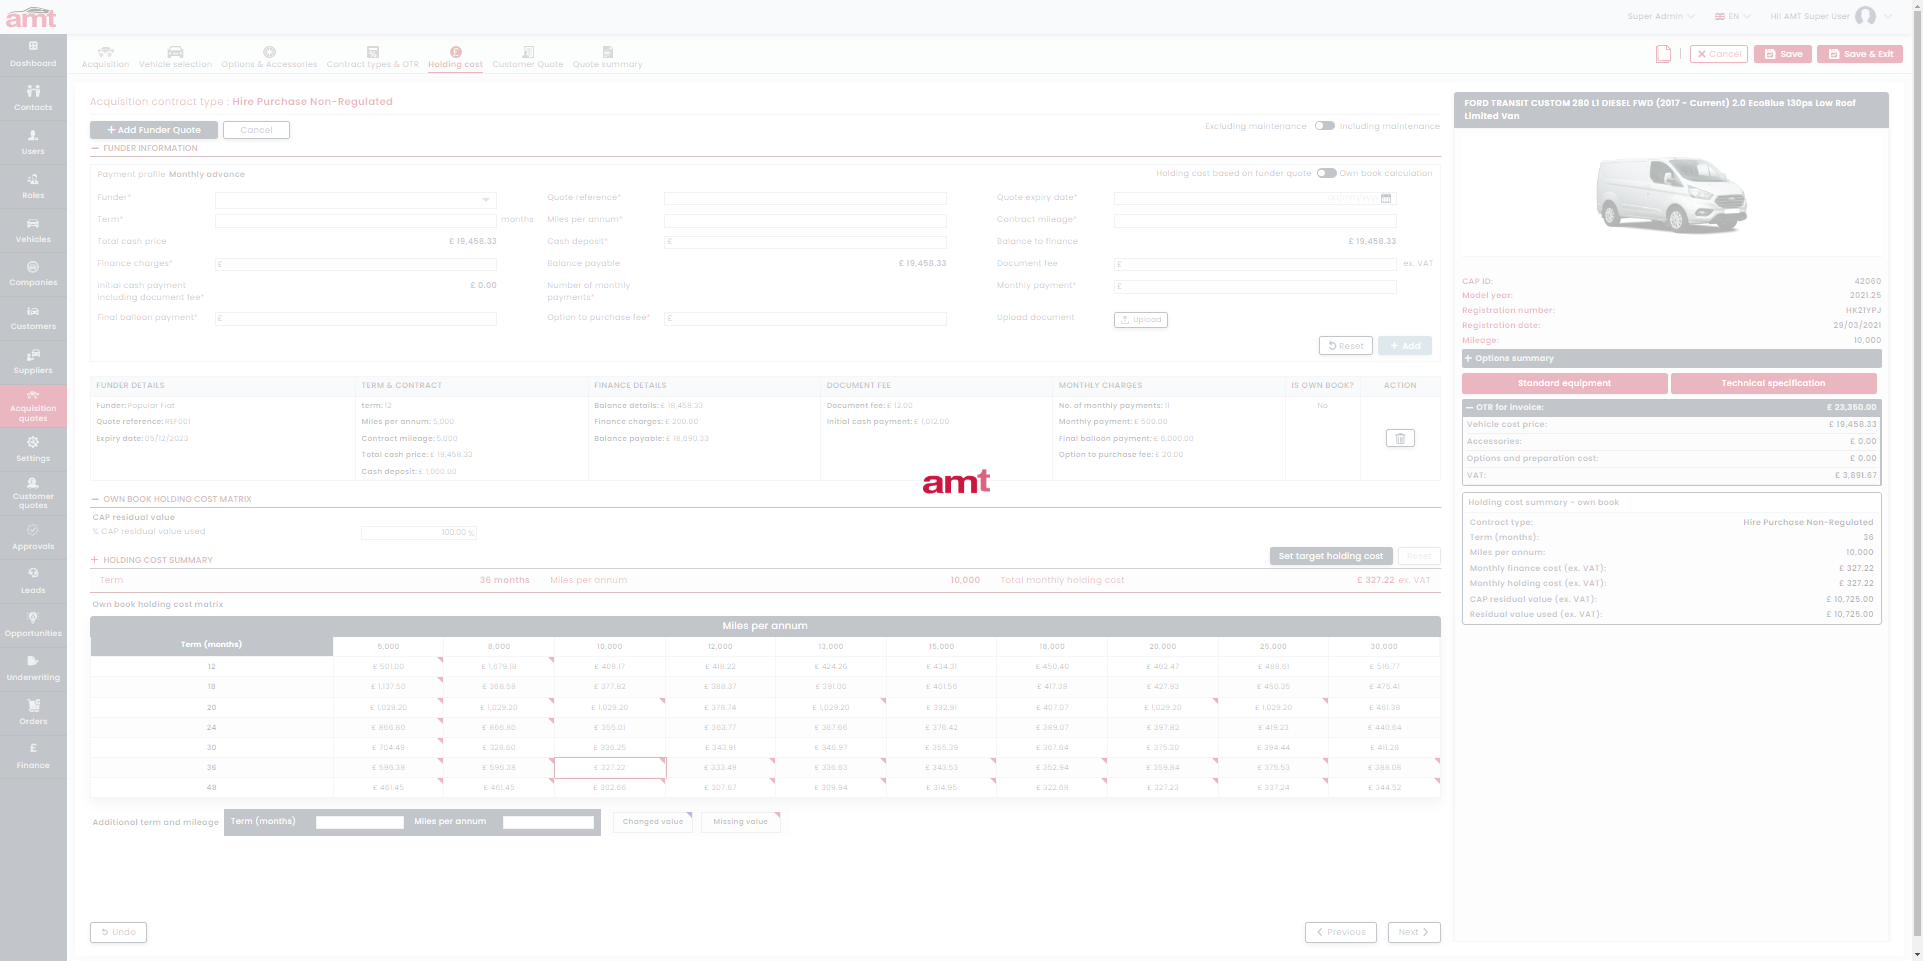 amt
Super Admin
EN
Hi! AMT Super User
Dashboard
Contacts
Users
Roles
Vehicles
Companies
Customers
Suppliers
Acquisition quotes
Settings
Customer quotes
Approvals
Leads
Opportunities
Underwriting
Orders
Finance
Acquisition Vehicle selection Options & Accessories Contract types & OTR Holding cost Customer Quote Quote summary
Cancel Save Save & Exit
Acquisition contract type : Hire Purchase Non-Regulated
+ Add Funder Quote Cancel
Excluding maintenance Including maintenance
FUNDER INFORMATION
Payment profile Monthly advance
Holding cost based on funder quote Own book calculation
Funder* Quote reference* Quote expiry date* dd/mm/yyyy
Term* months Miles per annum* Contract mileage*
Total cash price £ 19,458.33 Cash deposit* £ Balance to finance £ 19,458.33
Finance charges* £ Balance payable £ 19,458.33 Document fee £ ex. VAT
Initial cash payment including document fee* £ 0.00 Number of monthly payments* Monthly payment* £
Final balloon payment* £ Option to purchase fee* £ Upload document Upload
Reset + Add
FUNDER DETAILS TERM & CONTRACT FINANCE DETAILS DOCUMENT FEE MONTHLY CHARGES IS OWN BOOK? ACTION
Funder: Popular Fiat term: 12 Balance details: £ 18,458.33 Document fee: £ 12.00 No. of monthly payments: 11 No
Quote reference: REF001 Miles per annum: 5,000 Finance charges: £ 200.00 Initial cash payment: £ 1,012.00 Monthly payment: £ 500.00
Expiry date: 05/12/2023 Contract mileage: 5,000 Balance payable: £ 18,690.33 Final balloon payment: £ 6,000.00
Total cash price: £ 19,458.33 Option to purchase fee: £ 20.00
Cash deposit: £ 1,000.00
amt
OWN BOOK HOLDING COST MATRIX
CAP residual value
% CAP residual value used 100.00 %
+ HOLDING COST SUMMARY Set target holding cost Reset
Term 36 months Miles per annum 10,000 Total monthly holding cost £ 327.22 ex. VAT
Own book holding cost matrix
Miles per annum
Term (months) 5,000 8,000 10,000 12,000 13,000 15,000 18,000 20,000 25,000 30,000
12 £ 501.00 £ 1,679.18 £ 409.17 £ 418.22 £ 424.26 £ 434.31 £ 450.40 £ 462.47 £ 488.61 £ 516.77
18 £ 1,137.50 £ 368.58 £ 377.82 £ 388.37 £ 391.00 £ 401.56 £ 417.38 £ 427.93 £ 450.35 £ 475.41
20 £ 1,029.20 £ 1,029.20 £ 1,029.20 £ 378.74 £ 1,029.20 £ 392.91 £ 407.07 £ 1,029.20 £ 1,029.20 £ 461.38
24 £ 866.80 £ 866.80 £ 355.01 £ 363.77 £ 367.66 £ 376.42 £ 389.07 £ 397.82 £ 419.23 £ 440.64
30 £ 704.49 £ 328.60 £ 336.25 £ 343.91 £ 346.97 £ 355.39 £ 367.64 £ 375.30 £ 394.44 £ 411.28
36 £ 596.38 £ 596.38 £ 327.22 £ 333.49 £ 336.63 £ 343.53 £ 352.94 £ 359.84 £ 375.53 £ 388.08
48 £ 461.45 £ 461.45 £ 302.66 £ 307.67 £ 309.94 £ 314.95 £ 322.68 £ 327.23 £ 337.24 £ 344.52
Additional term and mileage Term (months) Miles per annum Changed value Missing value
Undo Previous Next
FORD TRANSIT CUSTOM 280 L1 DIESEL FWD (2017 - Current) 2.0 EcoBlue 130ps Low Roof
Limited Van
CAP ID: 42060
Model year: 2021.25
Registration number: HK21YPJ
Registration date: 29/03/2021
Mileage: 10,000
+ Options summary
Standard equipment Technical specification
OTR for invoice: £ 23,350.00
Vehicle cost price: £ 19,458.33
Accessories: £ 0.00
Options and preparation cost: £ 0.00
VAT: £ 3,891.67
Holding cost summary - own book
Contract type: Hire Purchase Non-Regulated
Term (months): 36
Miles per annum: 10,000
Monthly finance cost (ex. VAT): £ 327.22
Monthly holding cost (ex. VAT): £ 327.22
CAP residual value (ex. VAT): £ 10,725.00
Residual value used (ex. VAT): £ 10,725.00